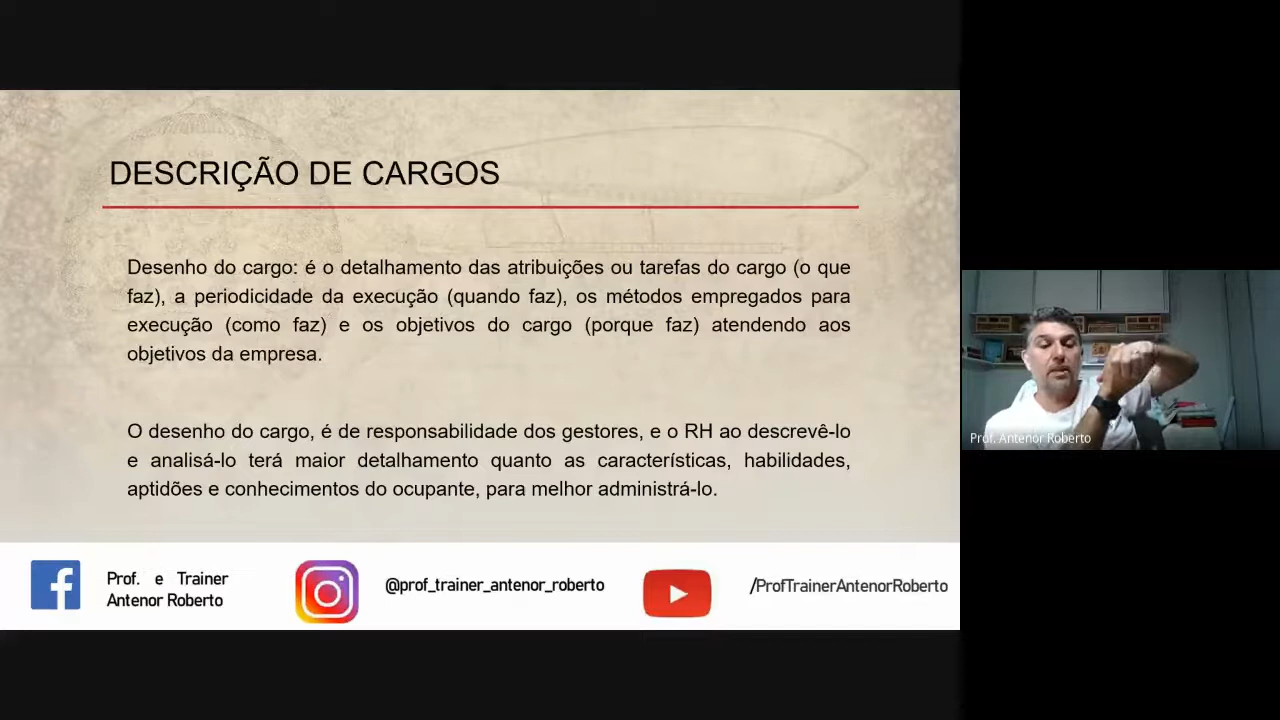 DESCRIÇÃO DE CARGOS
Desenho do cargo: é o detalhamento das atribuições ou tarefas do cargo (o que
faz), a periodicidade da execução (quando faz), os métodos empregados para
execução (como faz) e os objetivos do cargo (porque faz) atendendo aos
objetivos da empresa.
O desenho do cargo, é de responsabilidade dos gestores, e o RH ao descrevê-lo
e analisá-lo terá maior detalhamento quanto as características, habilidades,
aptidões e conhecimentos do ocupante, para melhor administrá-lo.
Prof. e Trainer
Antenor Roberto
@prof_trainer_antenor_roberto
/ProfTrainerAntenorRoberto
Prof. Antenor Roberto